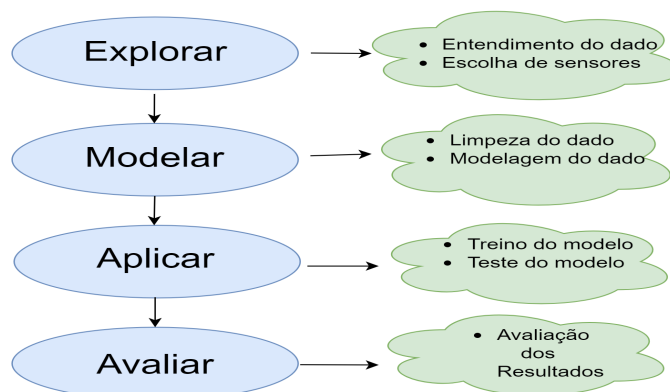 Explorar
• Entendimento do dado
• Escolha de sensores
Modelar
• Limpeza do dado
• Modelagem do dado
Aplicar
• Treino do modelo
• Teste do modelo
Avaliar
• Avaliação
dos
Resultados